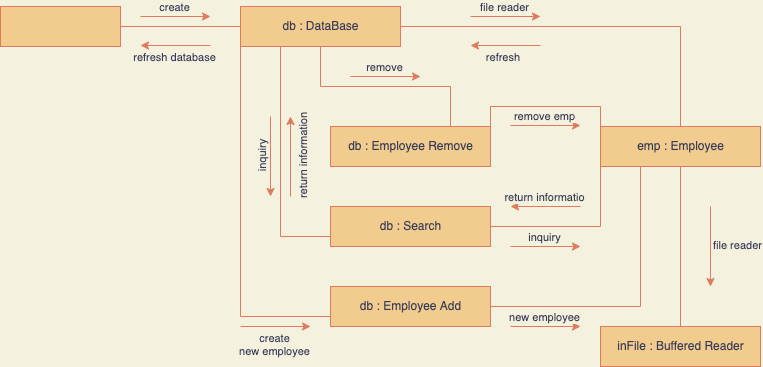 create
file reader
db : DataBase
refresh database
refresh
remove
inquiry
return information
remove emp
db : Employee Remove
emp : Employee
return informatio
db : Search
inquiry
file reader
db : Employee Add
new employee
create
new employee
inFile : Buffered Reader